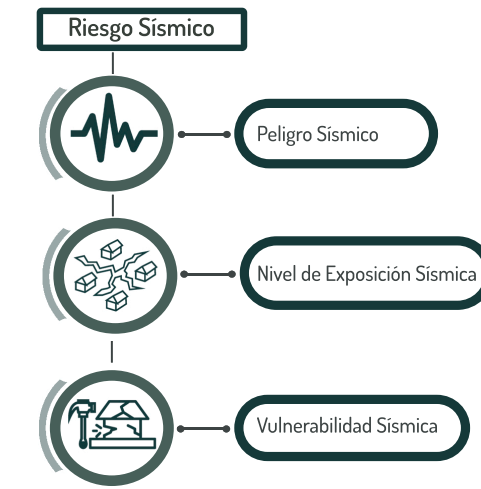 Riesgo Sísmico
Peligro Sísmico
Nivel de Exposición Sísmica
Vulnerabilidad Sísmica